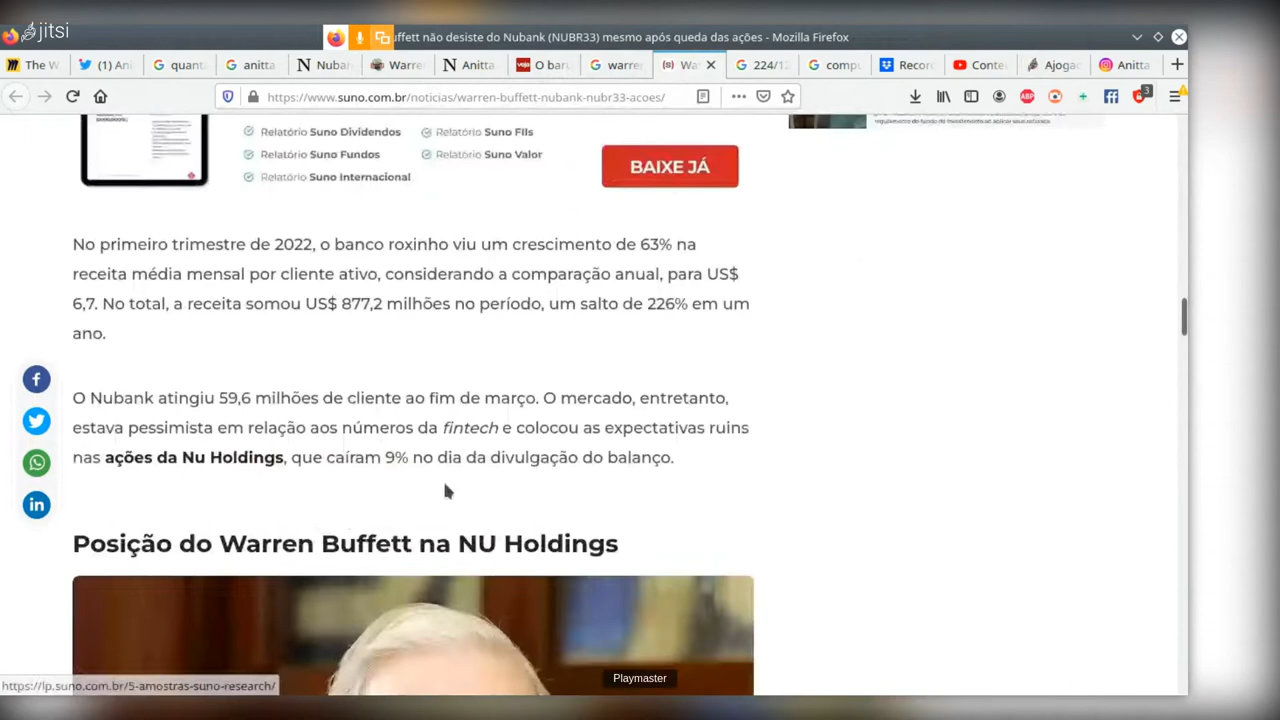 jitsi
uffett não desiste do Nubank (NUBR33) mesmo após queda das ações - Mozilla Firefox
The W
(1) Ani
quant
anitta
Nuban
Warre
Anitta
O bar
warre
Wa
224/1
comp
Recor
Conte
Ajoga
Anitta
https://www.suno.com.br/noticias/warren-buffett-nubank-nubr33-acoes/
ABP
3
Relatório Suno Dividendos
Relatório Suno FIIs
Relatório Suno Fundos
Relatório Suno Valor
Relatório Suno Internacional
BAIXE JÁ
No primeiro trimestre de 2022, o banco roxinho viu um crescimento de 63% na
receita média mensal por cliente ativo, considerando a comparação anual, para US$
6,7. No total, a receita somou US$ 877,2 milhões no período, um salto de 226% em um
ano.
O Nubank atingiu 59,6 milhões de cliente ao fim de março. O mercado, entretanto,
estava pessimista em relação aos números da fintech e colocou as expectativas ruins
nas ações da Nu Holdings, que caíram 9% no dia da divulgação do balanço.
Posição do Warren Buffett na NU Holdings
https://lp.suno.com.br/5-amostras-suno-research/
Playmaster